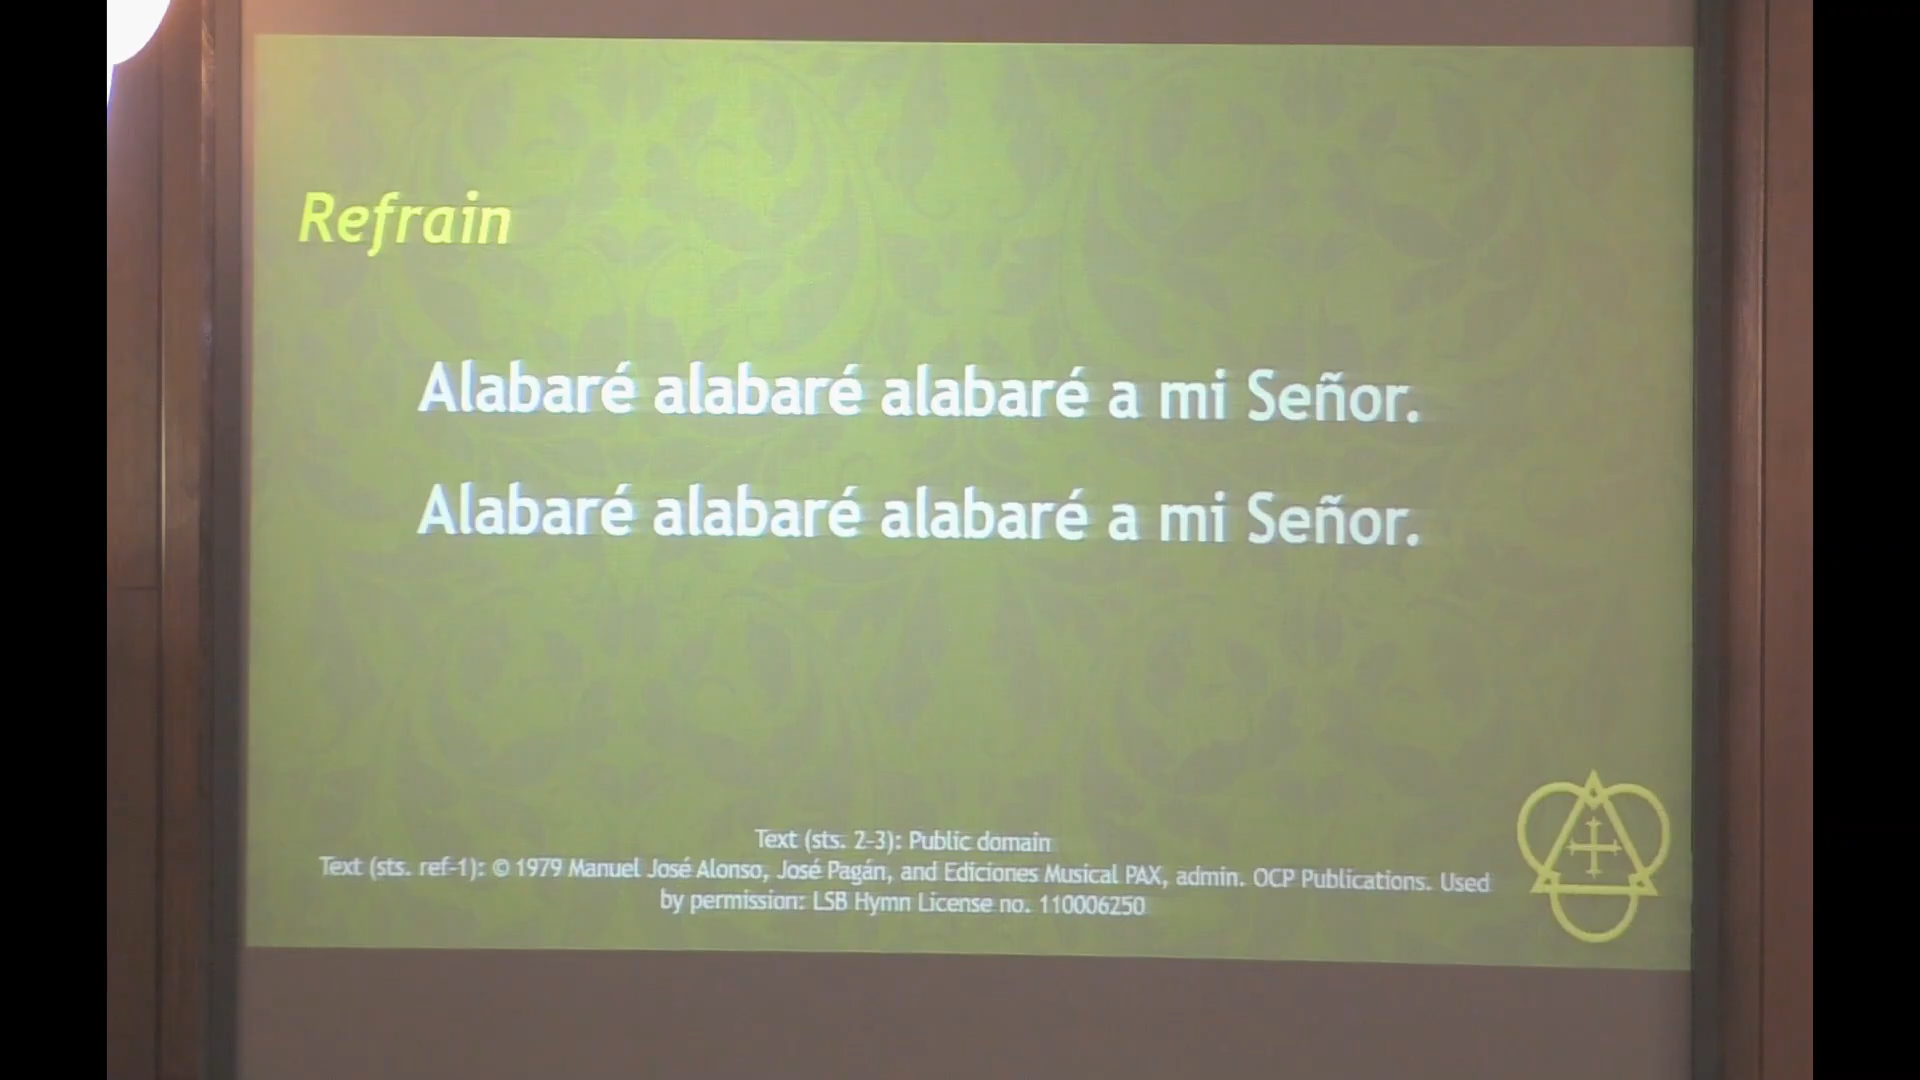 Refrain
Alabaré alabaré alabaré a mi Señor.
Alabaré alabaré alabaré a mi Señor.
Text (sts. 2-3): Public domain
Text (sts. ref-1): © 1979 Manuel José Alonso, José Pagán, and Ediciones Musical PAX, admin. OCP Publications. Used
by permission: LSB Hymn License no. 110006250